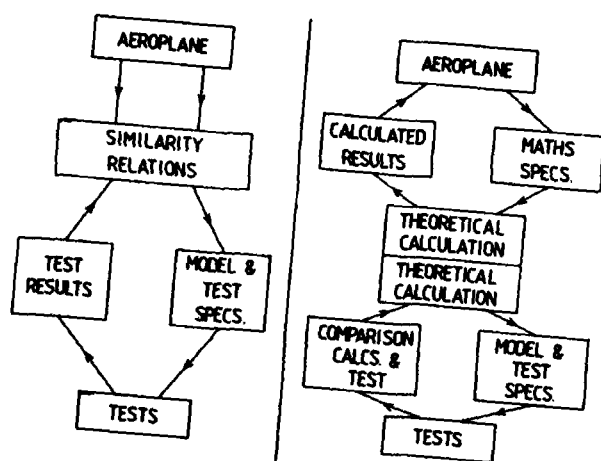 AEROPLANE
SIMILARITY
RELATIONS
TEST
RESULTS
MODEL &
TEST
SPECS.
TESTS
AEROPLANE
CALCULATED
RESULTS
MATHS
SPECS.
THEORETICAL
CALCULATION
THEORETICAL
CALCULATION
COMPARISON
CALCS. &
TEST
MODEL &
TEST
SPECS.
TESTS